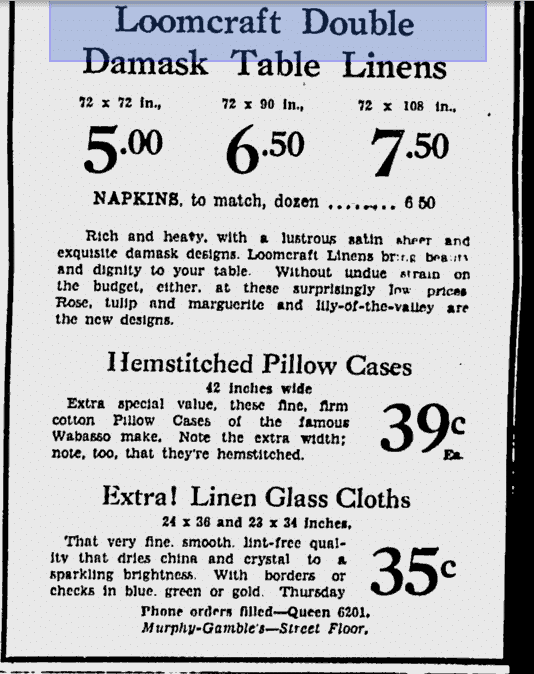 Loomcraft Double
Damask Table Linens
72 x 72 in., 72 x 90 in., 72 x 108 in.,
5.00 6.50 7.50
NAPKINS, to match, dozen ........ 6 50
Rich and heaty, with a lustrous satin sheer and
exquisite damask designs. Loomcraft Linens bring beauty
and dignity to your table. Without undue strain on
the budget, either, at these surprisingly low prices
Rose, tulip and marguerite and lily-of-the-valley are
the new designs.
Hemstitched Pillow Cases
42 inches wide
Extra special value, these fine, firm
cotton Pillow Cases of the famous
Wabasso make. Note the extra width;
note, too, that they're hemstitched.
39c
Ea.
Extra! Linen Glass Cloths
24 x 36 and 23 x 34 inches.
That very fine, smooth, lint-free qual-
ity that dries china and crystal to a
sparkling brightness. With borders or
checks in blue, green or gold. Thursday
35c
Phone orders filled—Queen 6201.
Murphy-Gamble's—Street Floor.